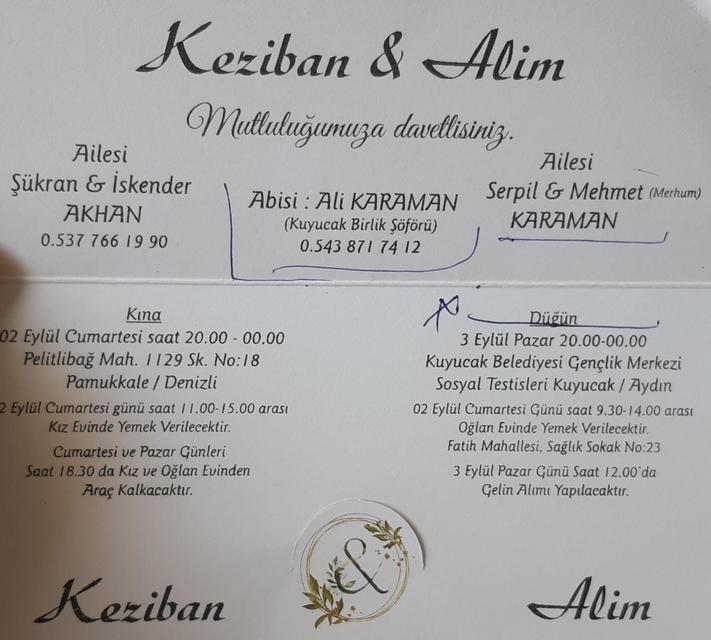 Keziban & Alim
Mutluluğumuza davetlisiniz.
Ailesi
Şükran & İskender
AKHAN
0.537 766 19 90
Abisi : Ali KARAMAN
(Kuyucak Birlik Şöförü)
0.543 871 74 12
Ailesi
Serpil & Mehmet (Merhum)
KARAMAN
Kına
02 Eylül Cumartesi saat 20.00 - 00.00
Pelitlibağ Mah. 1129 Sk. No:18
Pamukkale / Denizli
2 Eylül Cumartesi günü saat 11.00-15.00 arası
Kız Evinde Yemek Verilecektir.
Cumartesi ve Pazar Günleri
Saat 18.30 da Kız ve Oğlan Evinden
Araç Kalkacaktır.
Düğün
3 Eylül Pazar 20.00-00.00
Kuyucak Belediyesi Gençlik Merkezi
Sosyal Testisleri Kuyucak / Aydın
02 Eylül Cumartesi Günü Saat 9.30-14.00 arası
Oğlan Evinde Yemek Verilecektir.
Fatih Mahallesi, Sağlık Sokak No:23
3 Eylül Pazar Günü Saat 12.00'da
Gelin Alımı Yapılacaktır.
&
Keziban
Alim